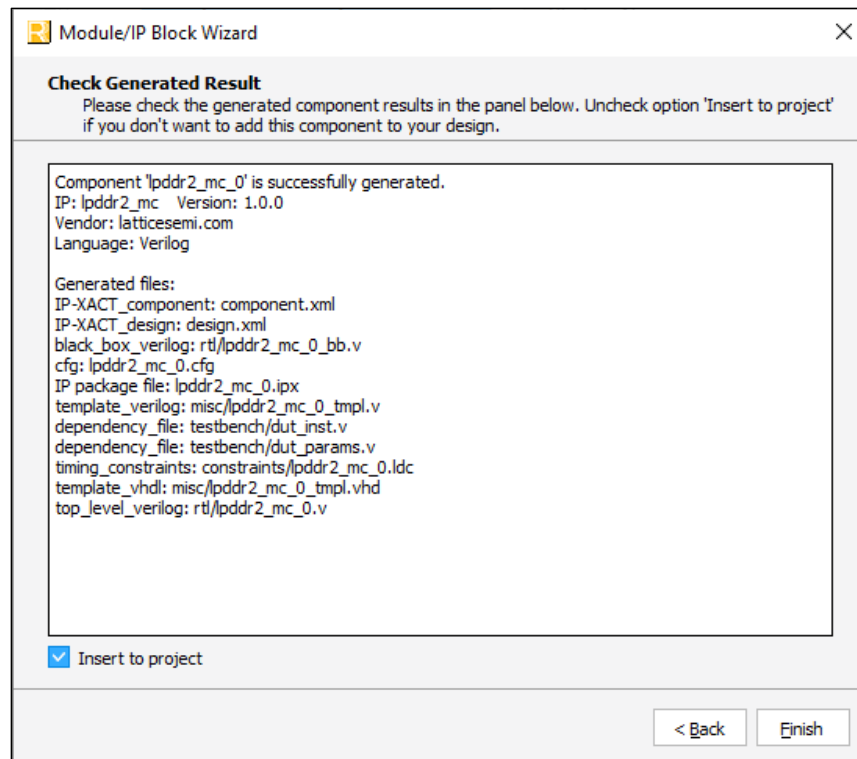 Module/IP Block Wizard
Check Generated Result
Please check the generated component results in the panel below. Uncheck option 'Insert to project'
if you don't want to add this component to your design.
Component 'lpddr2_mc_0' is successfully generated.
IP: lpddr2_mc    Version: 1.0.0
Vendor: latticesemi.com
Language: Verilog
Generated files:
IP-XACT_component: component.xml
IP-XACT_design: design.xml
black_box_verilog: rtl/lpddr2_mc_0_bb.v
cfg: lpddr2_mc_0.cfg
IP package file: lpddr2_mc_0.ipx
template_verilog: misc/lpddr2_mc_0_tmpl.v
dependency_file: testbench/dut_inst.v
dependency_file: testbench/dut_params.v
timing_constraints: constraints/lpddr2_mc_0.ldc
template_vhdl: misc/lpddr2_mc_0_tmpl.vhd
top_level_verilog: rtl/lpddr2_mc_0.v
Insert to project
< Back    Finish